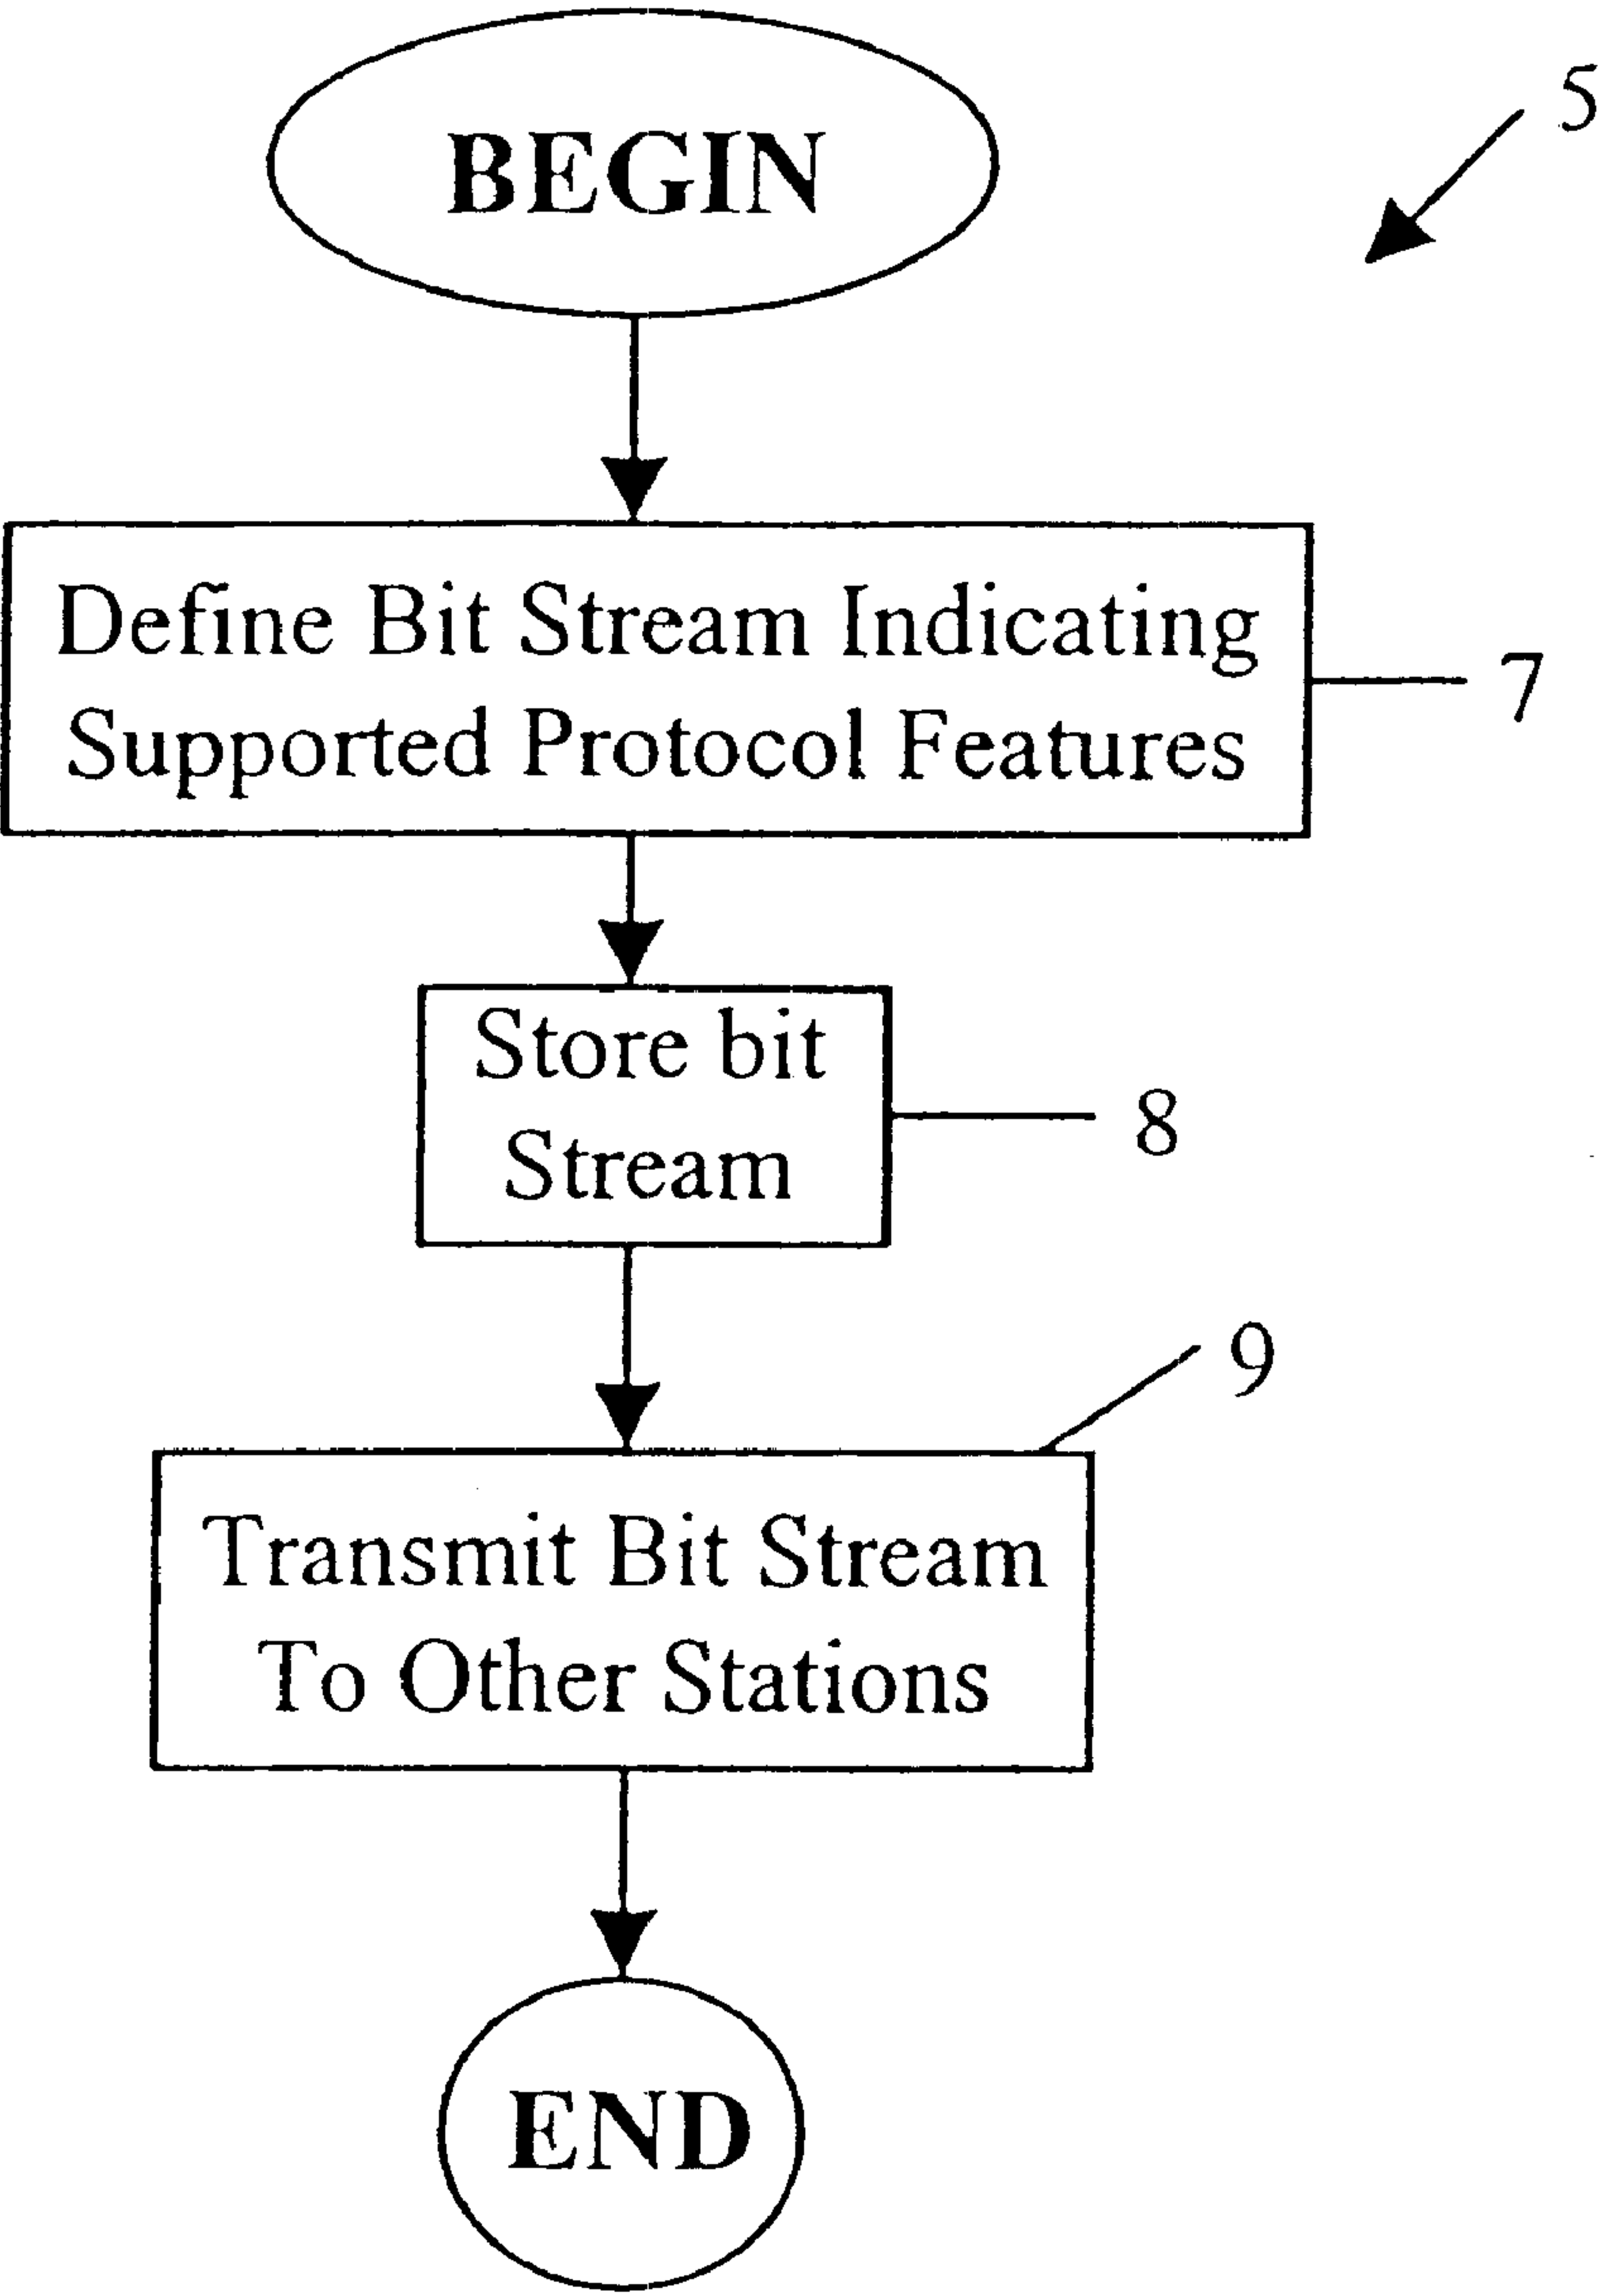 BEGIN
5
Define Bit Stream Indicating
Supported Protocol Features
7
Store bit
Stream
8
9
Transmit Bit Stream
To Other Stations
END